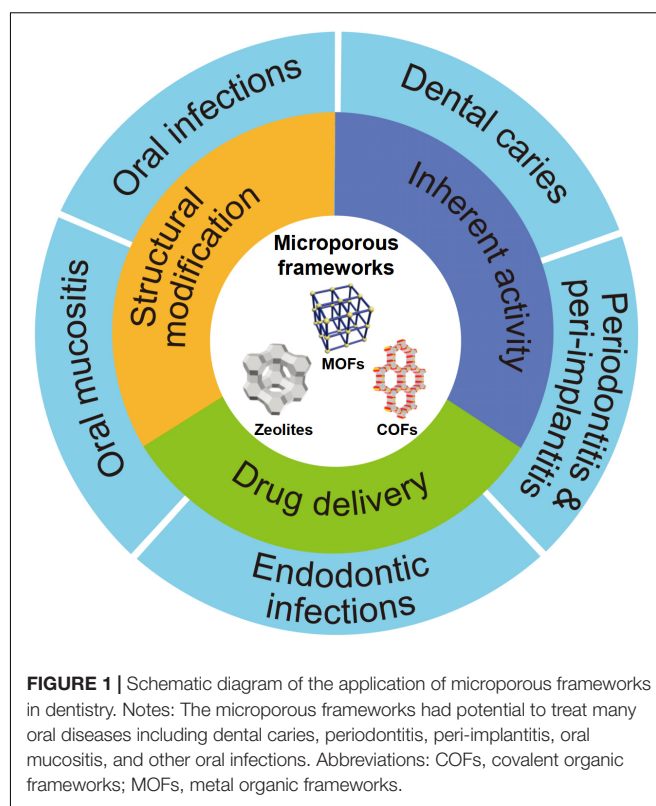 Oral infections
Dental caries
Periodontitis &
peri-implantitis
Endodontic
infections
Oral mucositis
Structural
modification
Inherent activity
Drug delivery
Microporous
frameworks
MOFs
Zeolites
COFs
FIGURE 1 | Schematic diagram of the application of microporous frameworks
in dentistry. Notes: The microporous frameworks had potential to treat many
oral diseases including dental caries, periodontitis, peri-implantitis, oral
mucositis, and other oral infections. Abbreviations: COFs, covalent organic
frameworks; MOFs, metal organic frameworks.